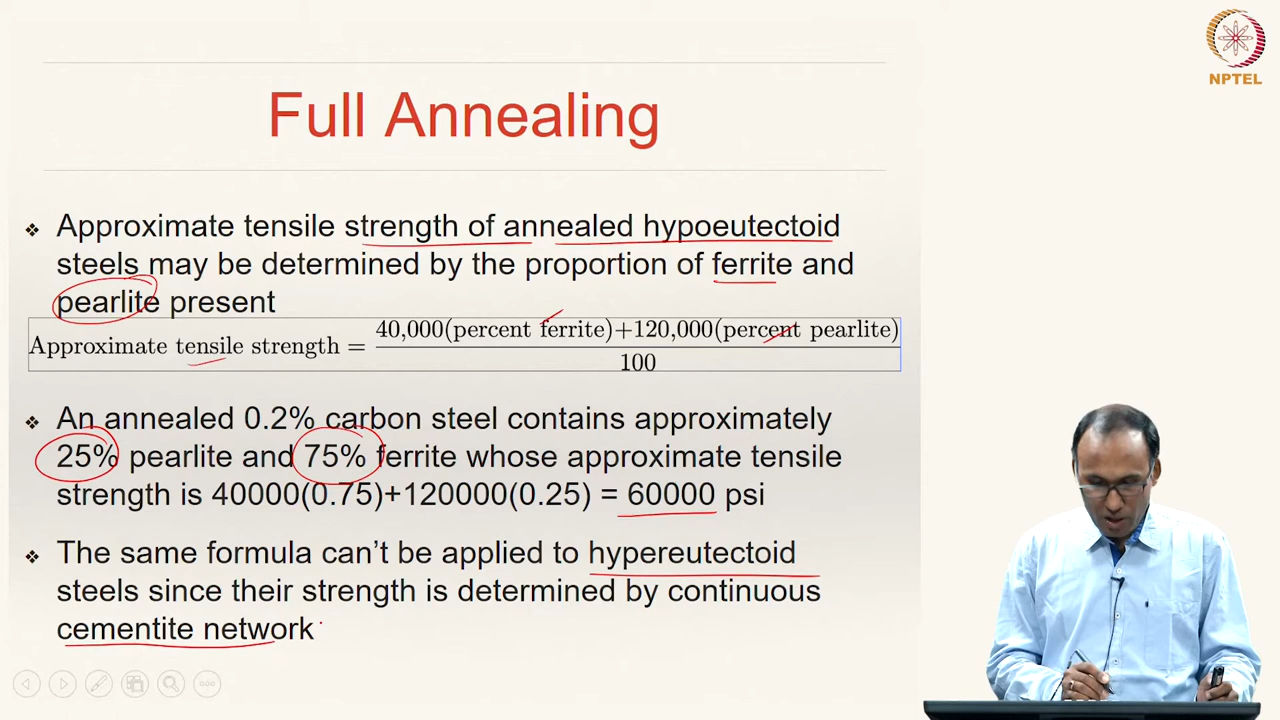 NPTEL
Full Annealing
❖ Approximate tensile strength of annealed hypoeutectoid
steels may be determined by the proportion of ferrite and
pearlite present
Approximate tensile strength = 40,000(percent ferrite)+120,000(percent pearlite)
100
❖ An annealed 0.2% carbon steel contains approximately
25% pearlite and 75% ferrite whose approximate tensile
strength is 40000(0.75)+120000(0.25) = 60000 psi
❖ The same formula can’t be applied to hypereutectoid
steels since their strength is determined by continuous
cementite network